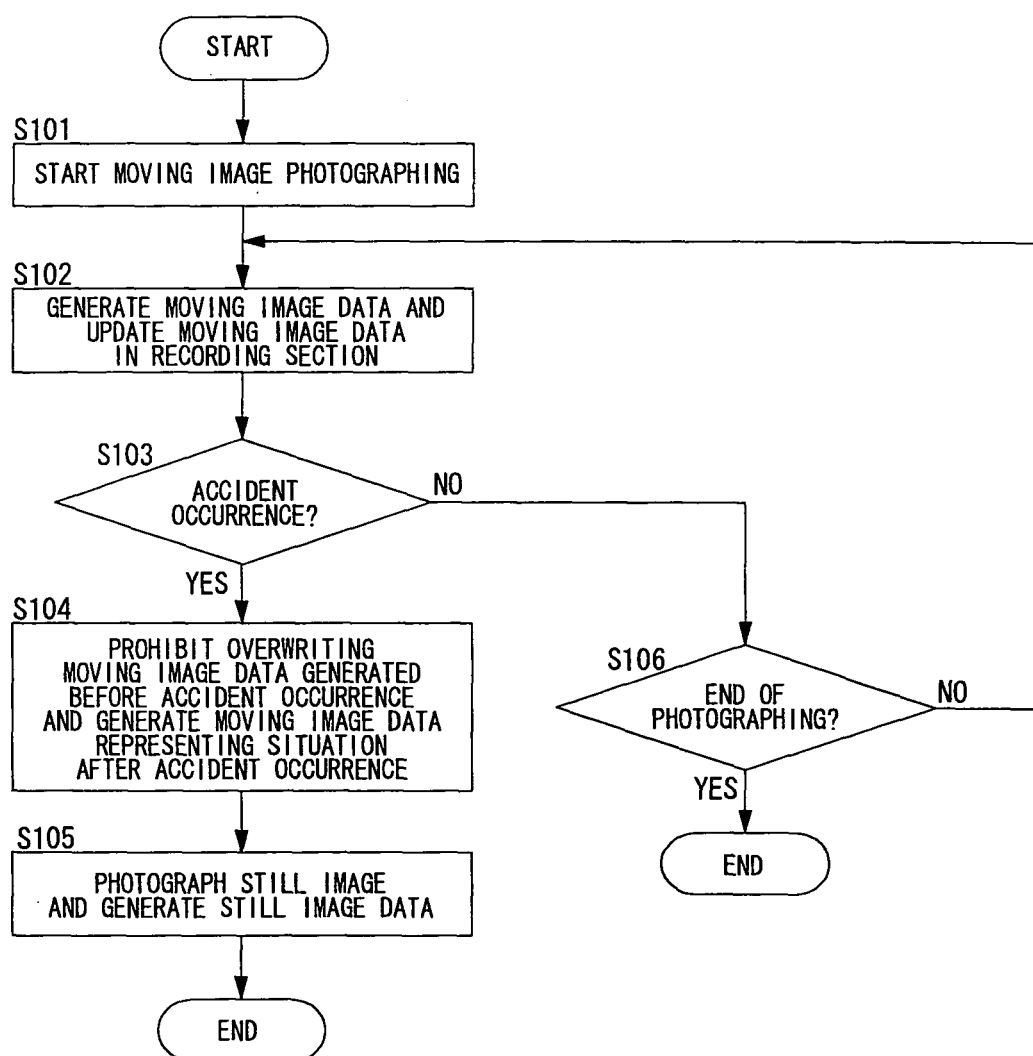 START
S101
START MOVING IMAGE PHOTOGRAPHING
S102
GENERATE MOVING IMAGE DATA AND
UPDATE MOVING IMAGE DATA
IN RECORDING SECTION
S103
ACCIDENT
OCCURRENCE?
NO
YES
S104
PROHIBIT OVERWRITING
MOVING IMAGE DATA GENERATED
BEFORE ACCIDENT OCCURRENCE
AND GENERATE MOVING IMAGE DATA
REPRESENTING SITUATION
AFTER ACCIDENT OCCURRENCE
S105
PHOTOGRAPH STILL IMAGE
AND GENERATE STILL IMAGE DATA
END
S106
END OF
PHOTOGRAPHING?
NO
YES
END